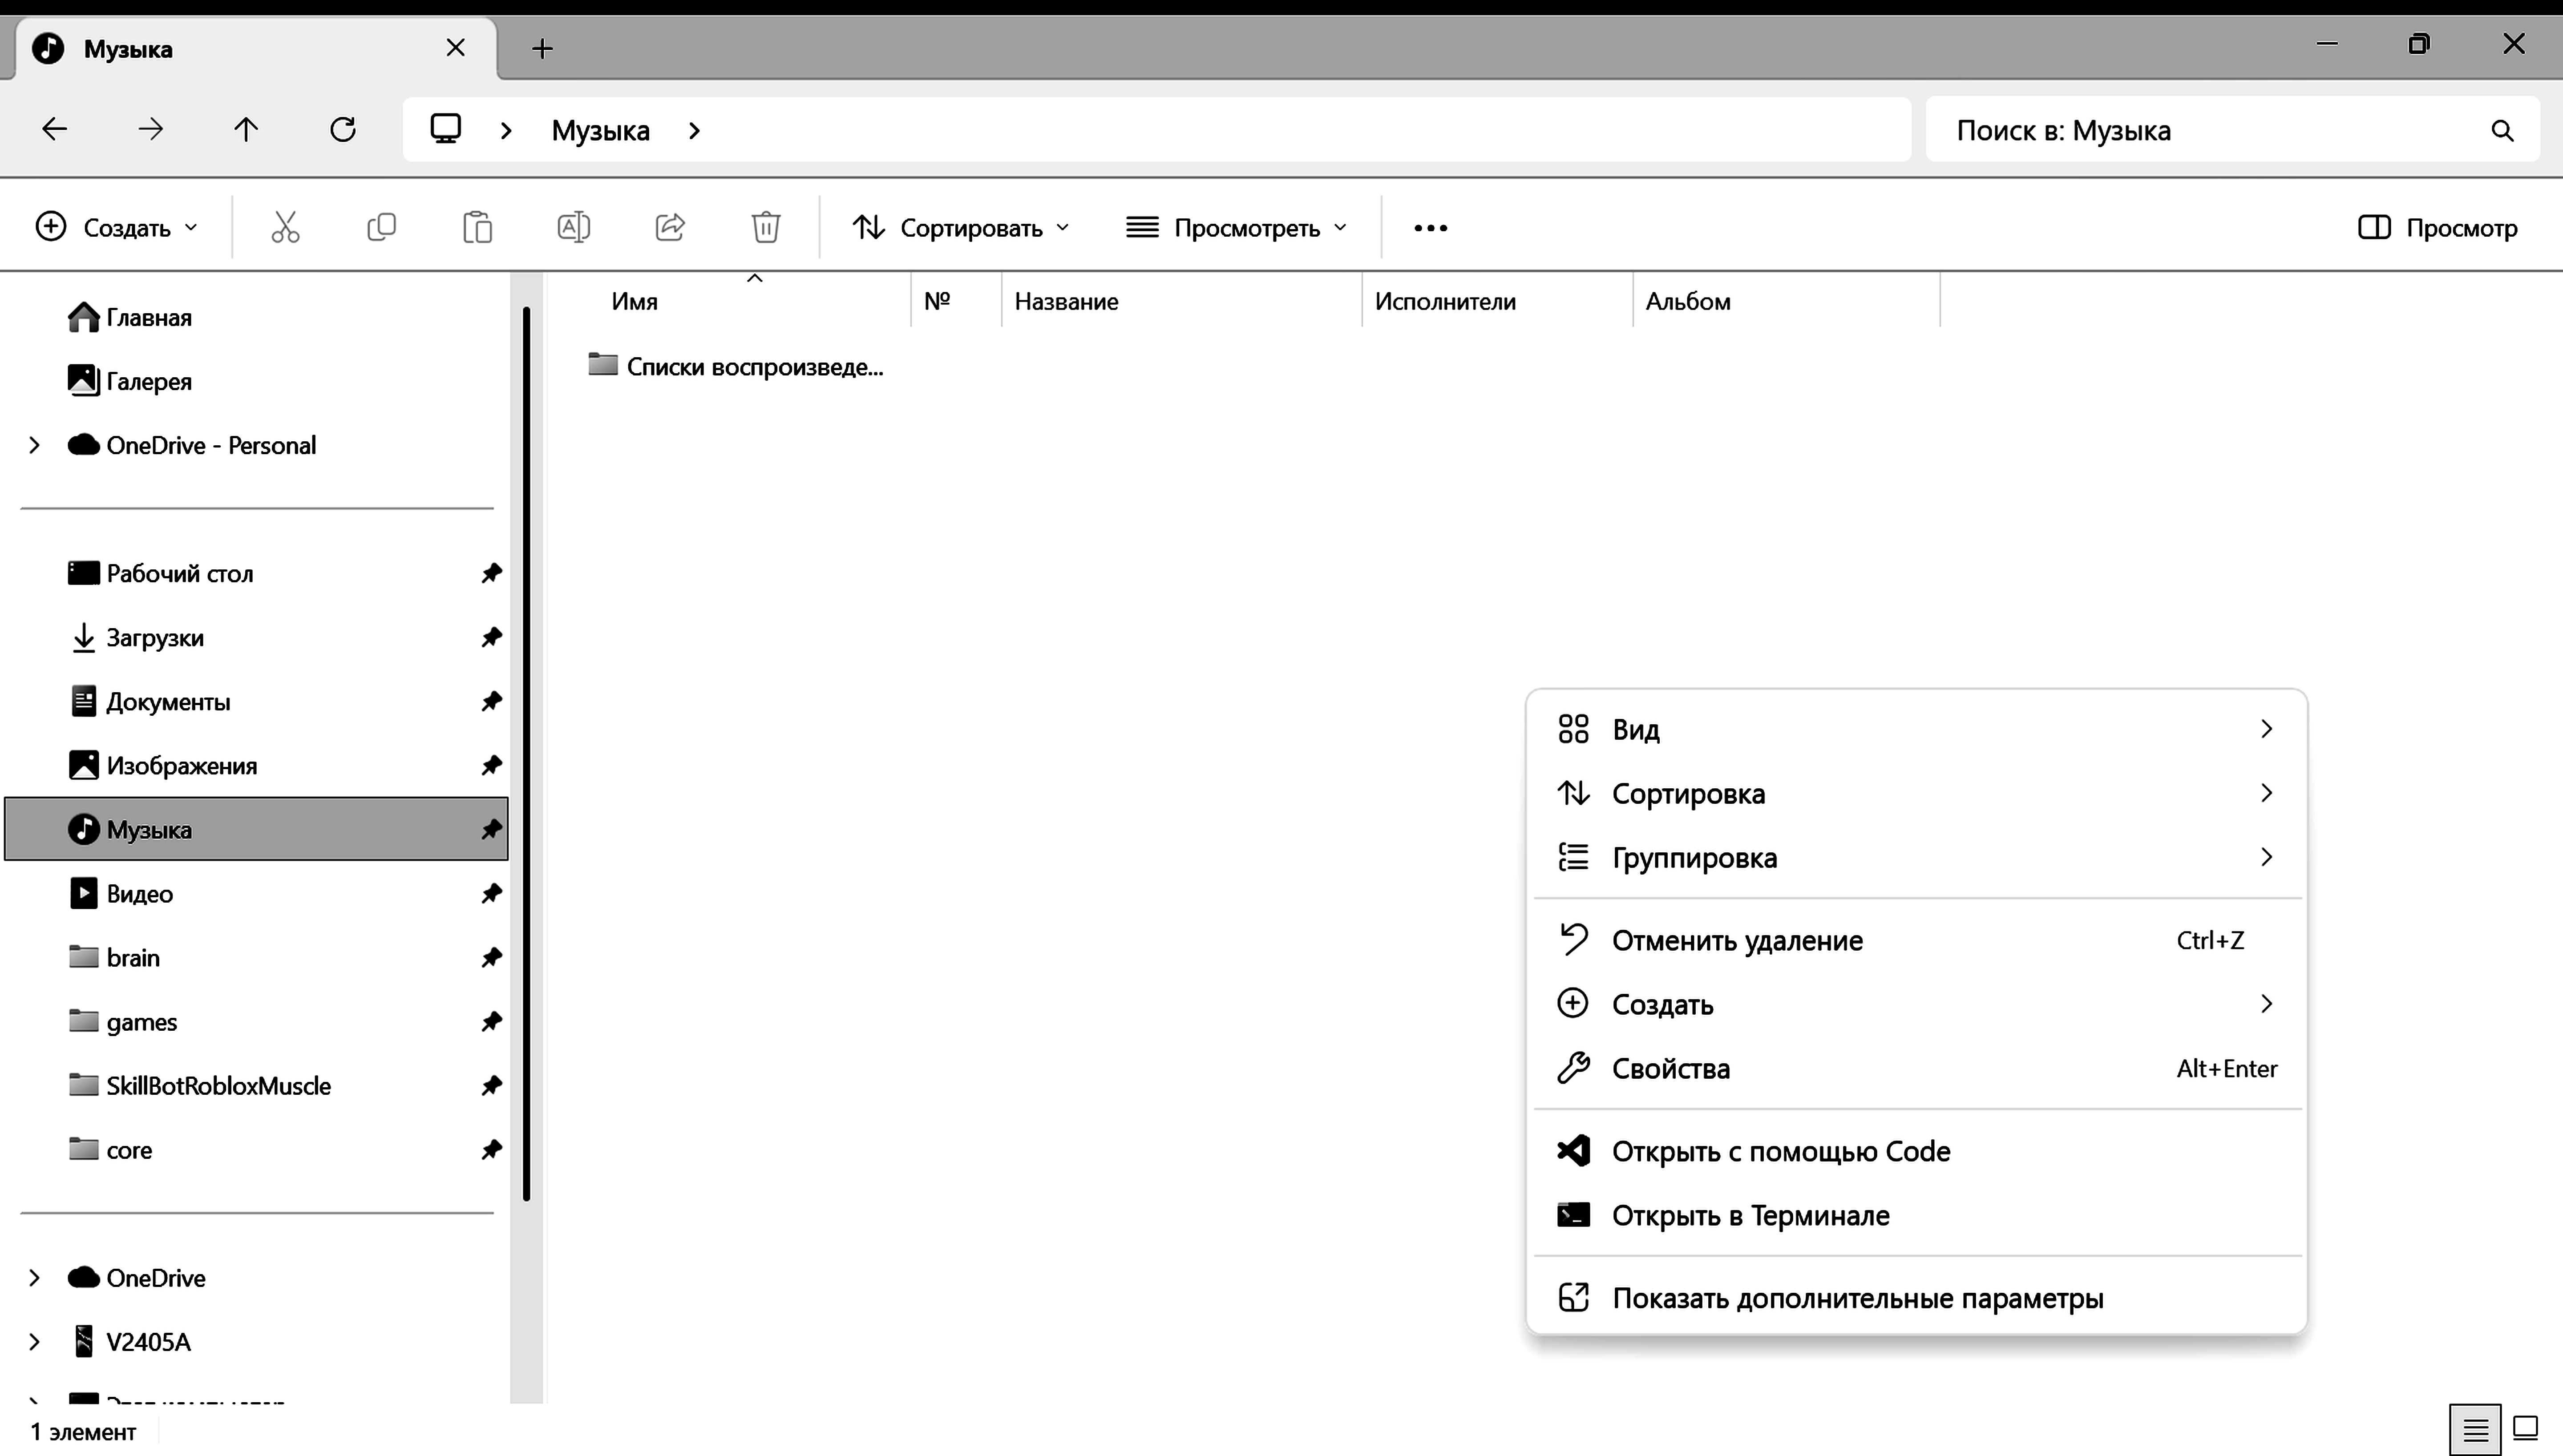 Музыка
Музыка
Поиск в: Музыка
Создать
Сортировать
Просмотреть
Просмотр
Имя
№
Название
Исполнители
Альбом
Списки воспроизведе...
Главная
Галерея
OneDrive - Personal
Рабочий стол
Загрузки
Документы
Изображения
Музыка
Видео
brain
games
SkillBotRobloxMuscle
core
OneDrive
V2405A
Вид
Сортировка
Группировка
Отменить удаление Ctrl+Z
Создать
Свойства Alt+Enter
Открыть с помощью Code
Открыть в Терминале
Показать дополнительные параметры
1 элемент